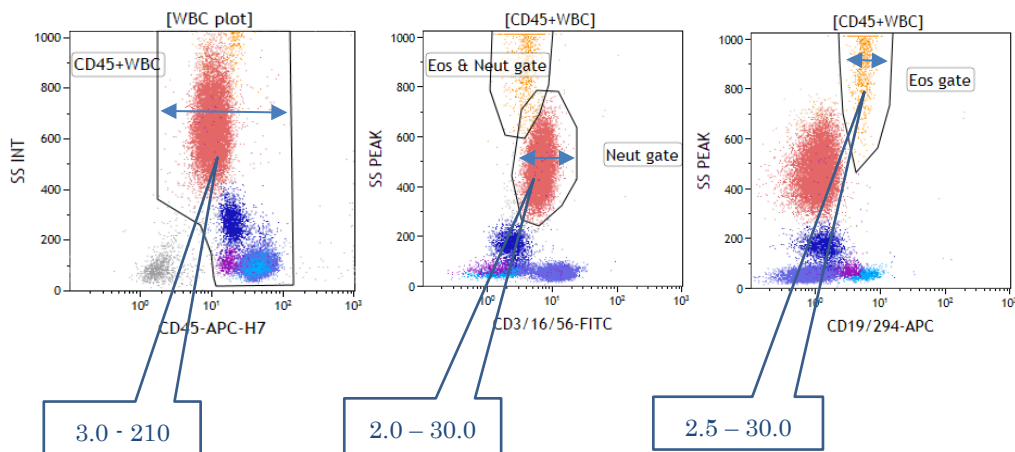 [WBC plot]
1000
800
600
400
200
0
SS INT
CD45+WBC
10⁰
10¹
10²
10³
CD45-APC-H7
3.0 - 210
[CD45+WBC]
1000
800
600
400
200
0
SS PEAK
Eos & Neut gate
Neut gate
10⁰
10¹
10²
10³
CD3/16/56-FITC
2.0 – 30.0
[CD45+WBC]
1000
800
600
400
200
0
SS PEAK
Eos gate
10⁰
10¹
10²
10³
CD19/294-APC
2.5 – 30.0